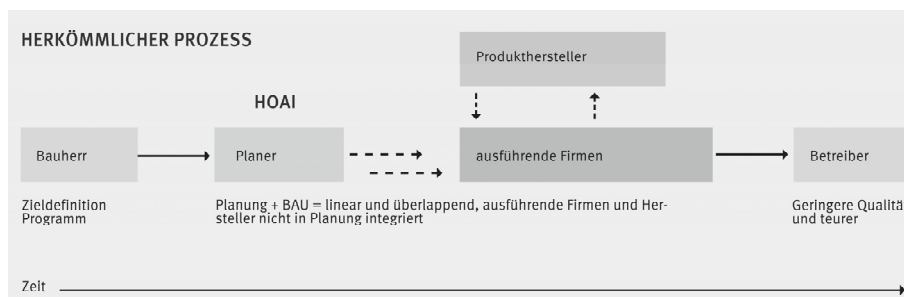 HERKÖMMLICHER PROZESS
Produkthersteller
HOAI
Bauherr
Planer
ausführende Firmen
Betreiber
Zieldefinition
Programm
Planung + BAU = linear und überlappend, ausführende Firmen und Her-
steller nicht in Planung integriert
Geringere Qualitä
und teurer
Zeit